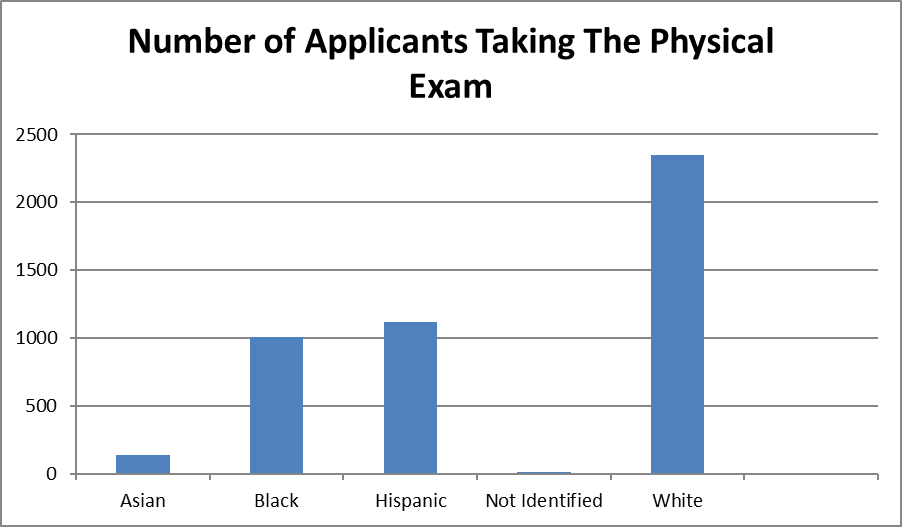 Number of Applicants Taking The Physical
Exam
2500
2000
1500
1000
500
0
Asian Black Hispanic Not Identified White